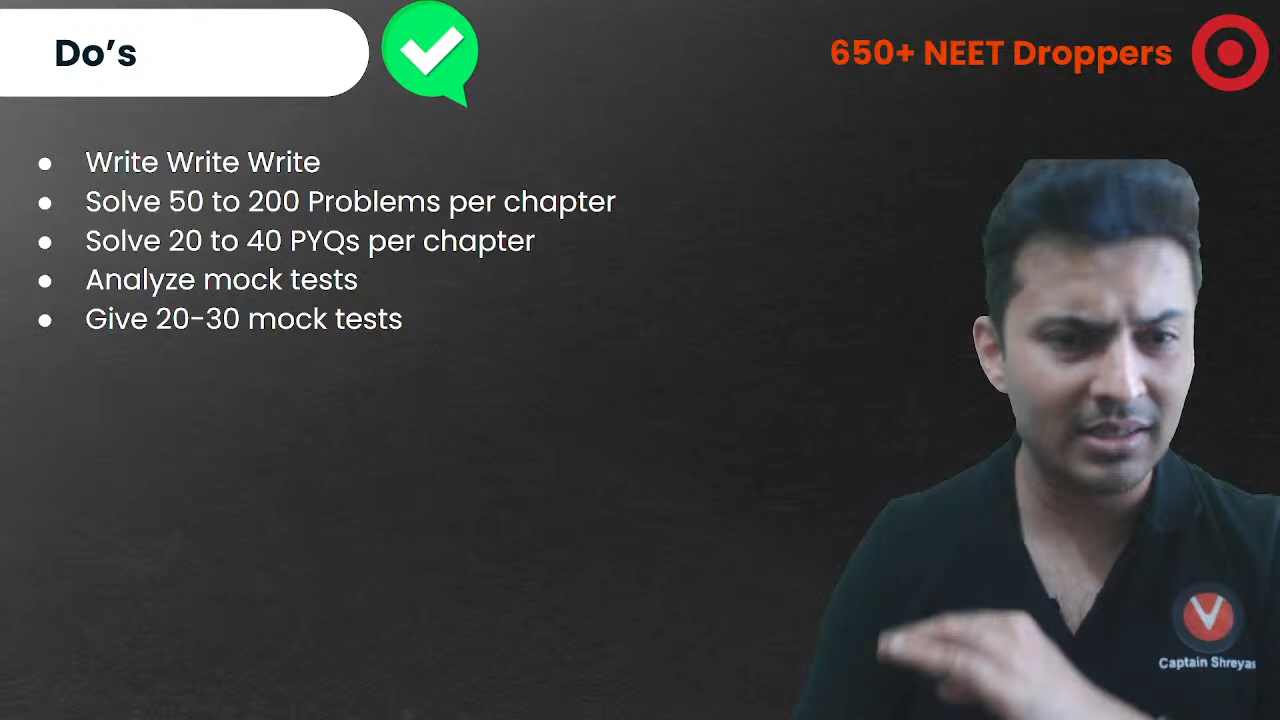 Do’s
650+ NEET Droppers
● Write Write Write
● Solve 50 to 200 Problems per chapter
● Solve 20 to 40 PYQs per chapter
● Analyze mock tests
● Give 20-30 mock tests
V
Captain Shreyas